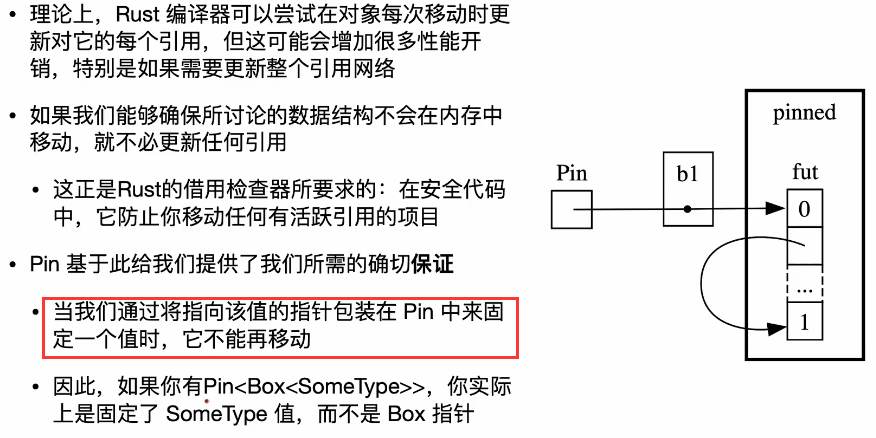 • 理论上，Rust 编译器可以尝试在对象每次移动时更
新对它的每个引用，但这可能会增加很多性能开
销，特别是如果需要更新整个引用网络
• 如果我们能够确保所讨论的数据结构不会在内存中
移动，就不必更新任何引用
• 这正是Rust的借用检查器所要求的：在安全代码
中，它防止你移动任何有活跃引用的项目
• Pin 基于此给我们提供了我们所需的确切保证
• 当我们通过将指向该值的指针包装在 Pin 中来固
定一个值时，它不能再移动
• 因此，如果你有Pin<Box<SomeType>>，你实际
上是固定了 SomeType 值，而不是 Box 指针
pinned
Pin
b1
fut
0
...
1